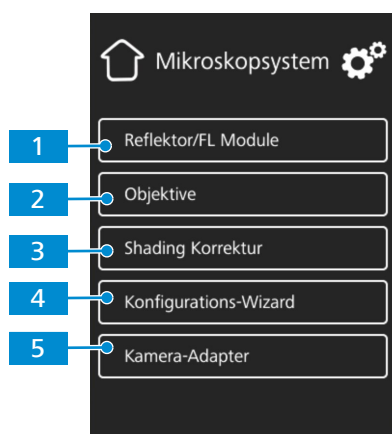 Mikroskopsystem
1 Reflektor/FL Module
2 Objektive
3 Shading Korrektur
4 Konfigurations-Wizard
5 Kamera-Adapter